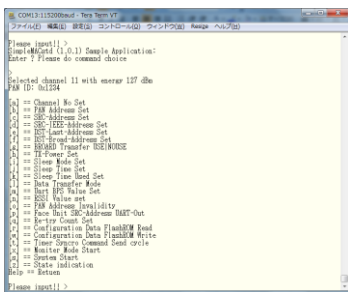 COM13:115200baud - Tera Term VT
ファイル(F) 編集(E) 設定(S) コントロール(O) ウィンドウ(W) Resize ヘルプ(H)
Please input!! >
SimpleMACstd (1.0.1) Sample Application:
Enter ? Please do command choice
>
Selected channel 11 with energy 127 dBm
PAN ID: 0x1234
[a] == Channel No Set
[b] == PAN Address Set
[c] == SRC-Address Set
[d] == SRC-IEEE-Address Set
[e] == DST-Last-Address Set
[f] == DST-Broad-Address Set
[g] == BROARD Transfer USE|NOUSE
[h] == TX-Power Set
[i] == Sleep Mode Set
[j] == Sleep Time Set
[k] == Sleep Time Used Set
[l] == Data Transfer Mode
[m] == Uart BPS Value Set
[n] == RSSI Value set
[o] == PAN Address Invalidity
[p] == Face Unit SRC-Address UART-Out
[q] == Re-try Count Set
[r] == Configuration Data FlashROM Read
[s] == Configuration Data FlashROM Write
[t] == Timer Syncro Command Send cycle
[v] == Moniter Mode Start
[x] == System Start
[z] == State indication
Help == Retuen
Please input!! >